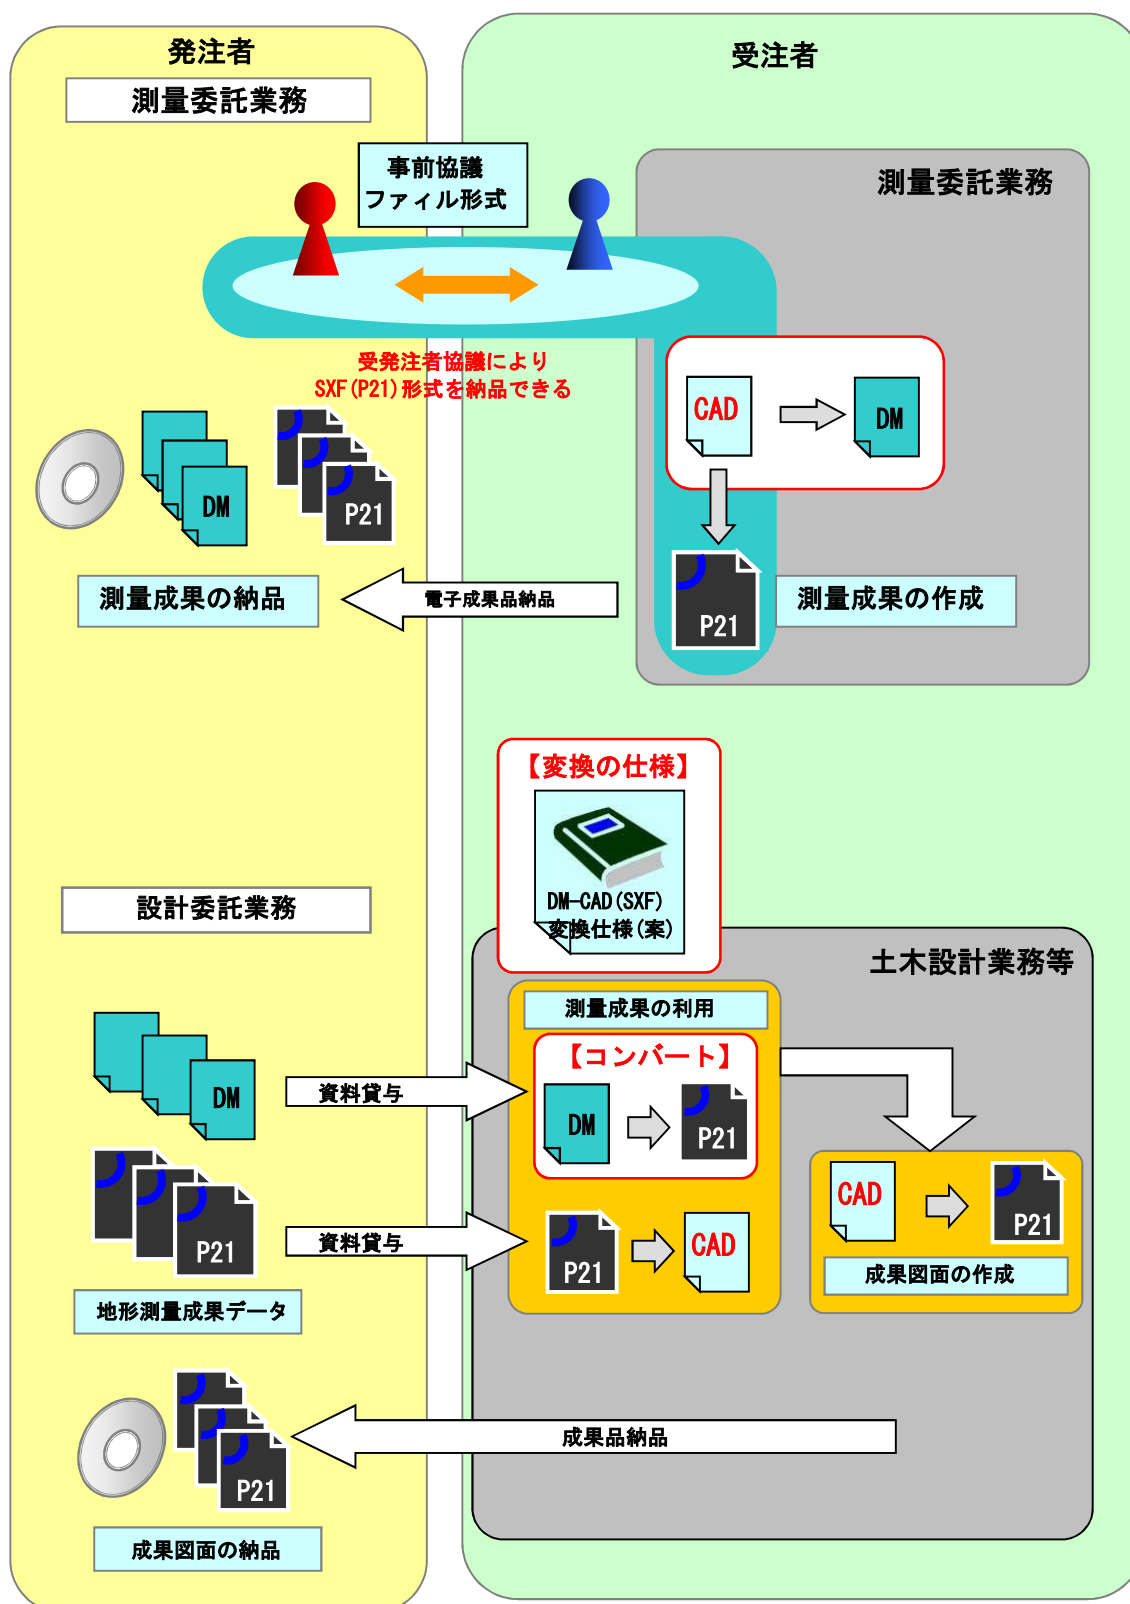 発注者
受注者
測量委託業務
事前協議
ファイル形式
測量委託業務
受発注者協議により
SXF(P21)形式を納品できる
CAD
DM
DM
P21
P21
測量成果の納品
電子成果品納品
測量成果の作成
【変換の仕様】
DM-CAD(SXF)
変換仕様(案)
設計委託業務
土木設計業務等
測量成果の利用
【コンバート】
DM
資料貸与
DM
P21
P21
資料貸与
P21
CAD
CAD
P21
成果図面の作成
地形測量成果データ
P21
成果品納品
成果図面の納品